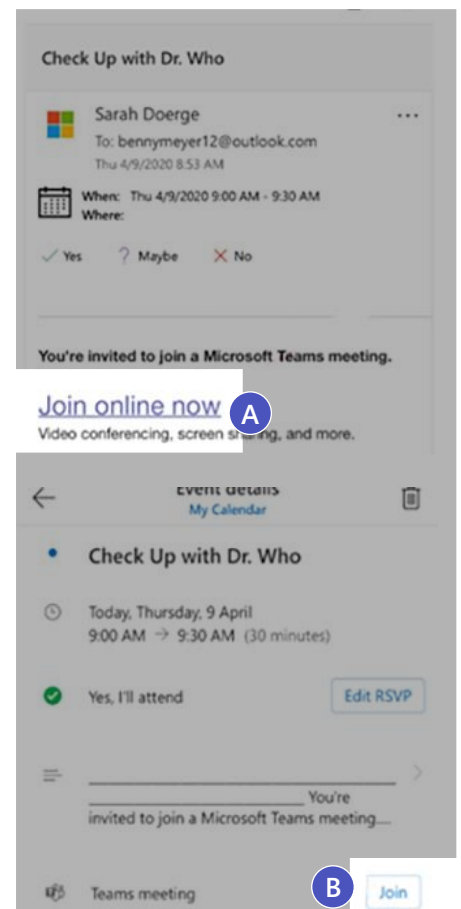 Check Up with Dr. Who
Sarah Doerge
...
To: bennymeyer12@outlook.com
Thu 4/9/2020 8:53 AM
When: Thu 4/9/2020 9:00 AM - 9:30 AM
Where:
Yes ? Maybe No
You're invited to join a Microsoft Teams meeting.
Join online now A
Video conferencing, screen sharing, and more.
Event details
My Calendar
Check Up with Dr. Who
Today, Thursday, 9 April
9:00 AM → 9:30 AM (30 minutes)
Yes, I'll attend Edit RSVP
You're
invited to join a Microsoft Teams meeting....
Teams meeting B Join